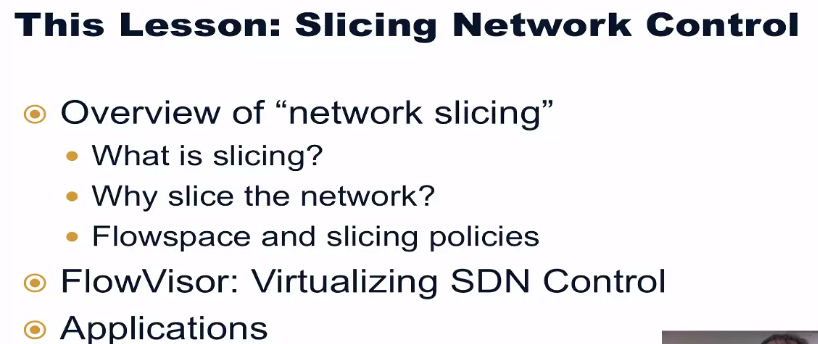 This Lesson: Slicing Network Control
Overview of “network slicing”
What is slicing?
Why slice the network?
Flowspace and slicing policies
FlowVisor: Virtualizing SDN Control
Applications